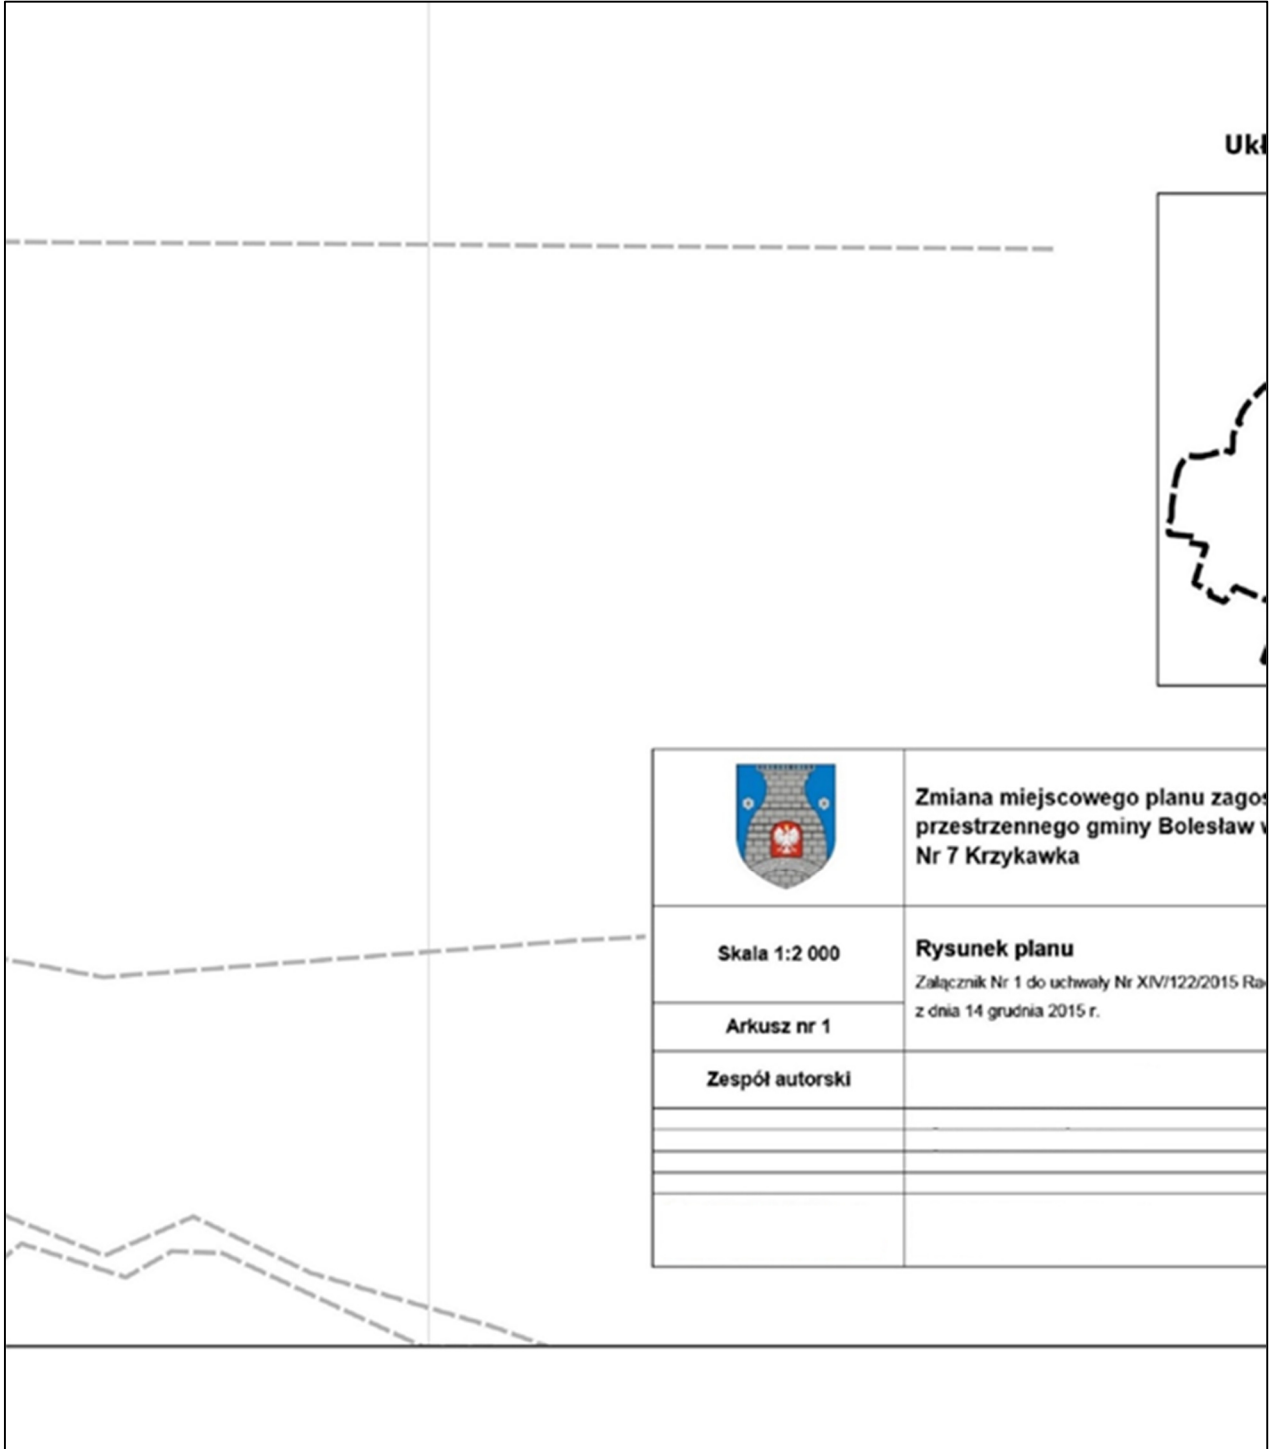 Ukł
Zmiana miejscowego planu zagos
przestrzennego gminy Bolesław w
Nr 7 Krzykawka
Skala 1:2 000
Rysunek planu
Załącznik Nr 1 do uchwały Nr XIV/122/2015 Ra
z dnia 14 grudnia 2015 r.
Arkusz nr 1
Zespół autorski